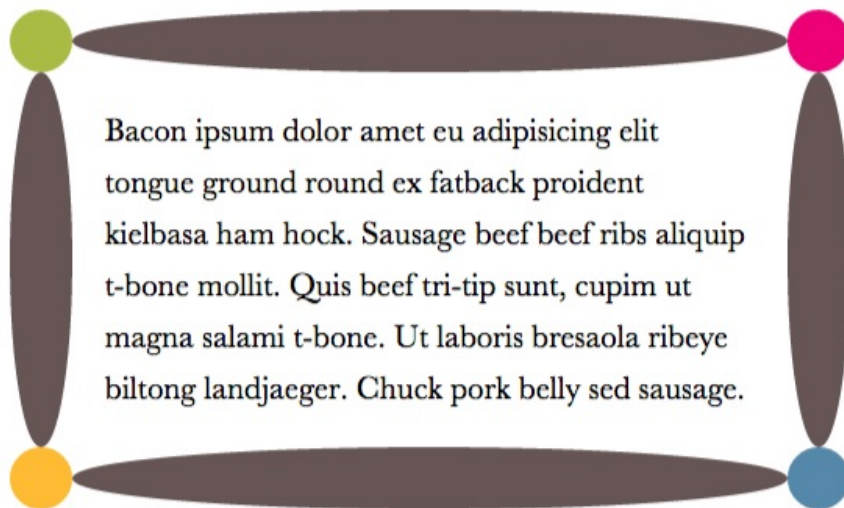 Bacon ipsum dolor amet eu adipisicing elit
tongue ground round ex fatback proident
kielbasa ham hock. Sausage beef beef ribs aliquip
t-bone mollit. Quis beef tri-tip sunt, cupim ut
magna salami t-bone. Ut laboris bresaola ribeye
biltong landjaeger. Chuck pork belly sed sausage.